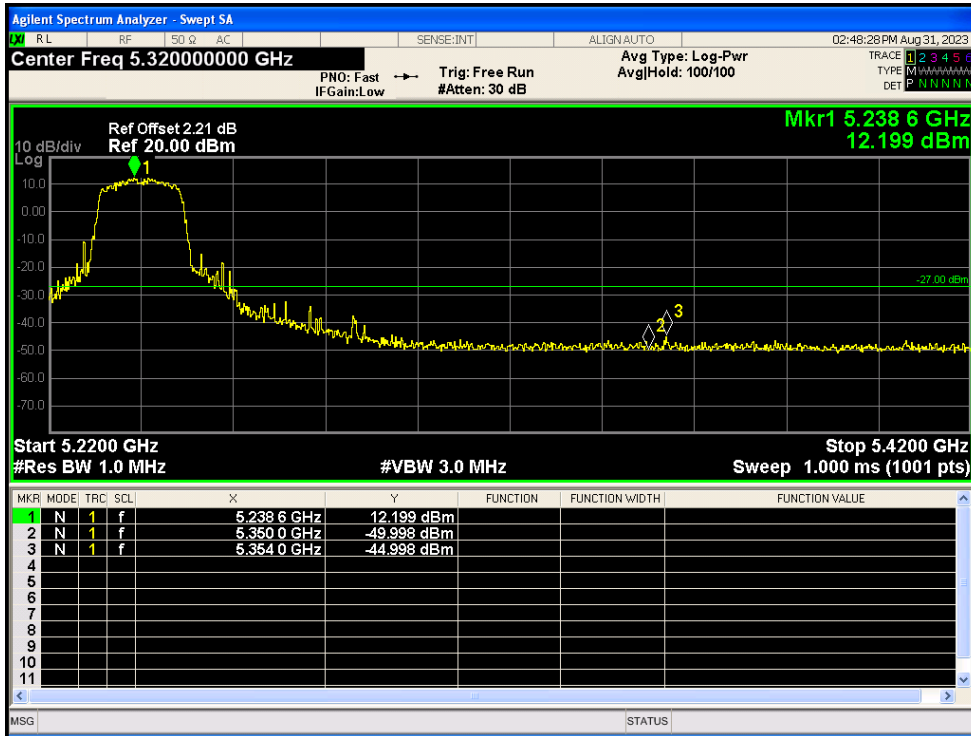 Agilent Spectrum Analyzer - Swept SA
LXI RL RF 50 Ω AC SENSE:INT ALIGN AUTO 02:48:28 PM Aug 31, 2023
Center Freq 5.320000000 GHz
PNO: Fast
IFGain:Low
Trig: Free Run
#Atten: 30 dB
Avg Type: Log-Pwr
Avg|Hold: 100/100
TRACE 1 2 3 4 5 6
TYPE M
DET P N N N N N
Ref Offset 2.21 dB
Ref 20.00 dBm
10 dB/div
Log
Mkr1 5.238 6 GHz
12.199 dBm
1
10.0
0.00
-10.0
-20.0
-27.00 dBm
-30.0
3
2
-40.0
-50.0
-60.0
-70.0
Start 5.2200 GHz Stop 5.4200 GHz
#Res BW 1.0 MHz #VBW 3.0 MHz Sweep 1.000 ms (1001 pts)
MKR MODE TRC SCL X Y FUNCTION FUNCTION WIDTH FUNCTION VALUE
1 N 1 f 5.238 6 GHz 12.199 dBm
2 N 1 f 5.350 0 GHz -49.998 dBm
3 N 1 f 5.354 0 GHz -44.998 dBm
4
5
6
7
8
9
10
11
MSG STATUS